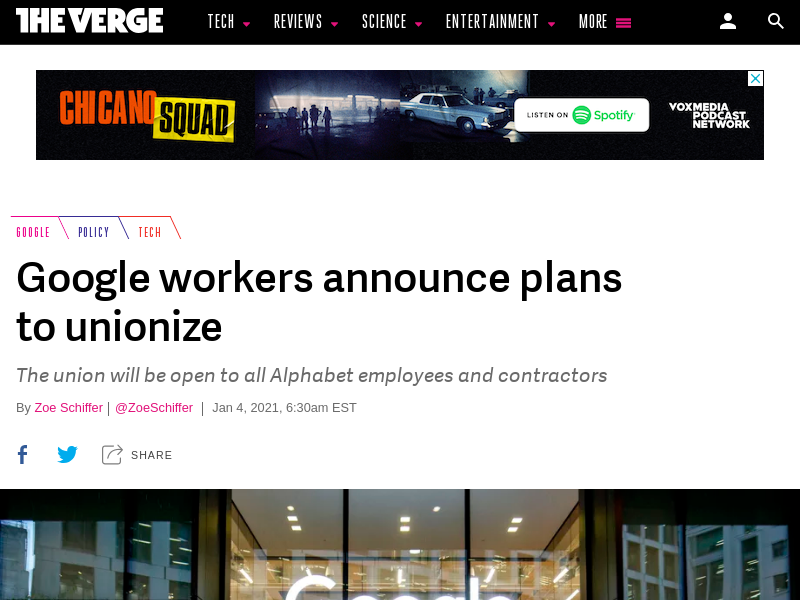 THE VERGE
TECH REVIEWS SCIENCE ENTERTAINMENT MORE
CHICANO
SQUAD
LISTEN ON Spotify
VOXMEDIA
PODCAST
NETWORK
GOOGLE POLICY TECH
Google workers announce plans
to unionize
The union will be open to all Alphabet employees and contractors
By Zoe Schiffer | @ZoeSchiffer | Jan 4, 2021, 6:30am EST
SHARE
Google